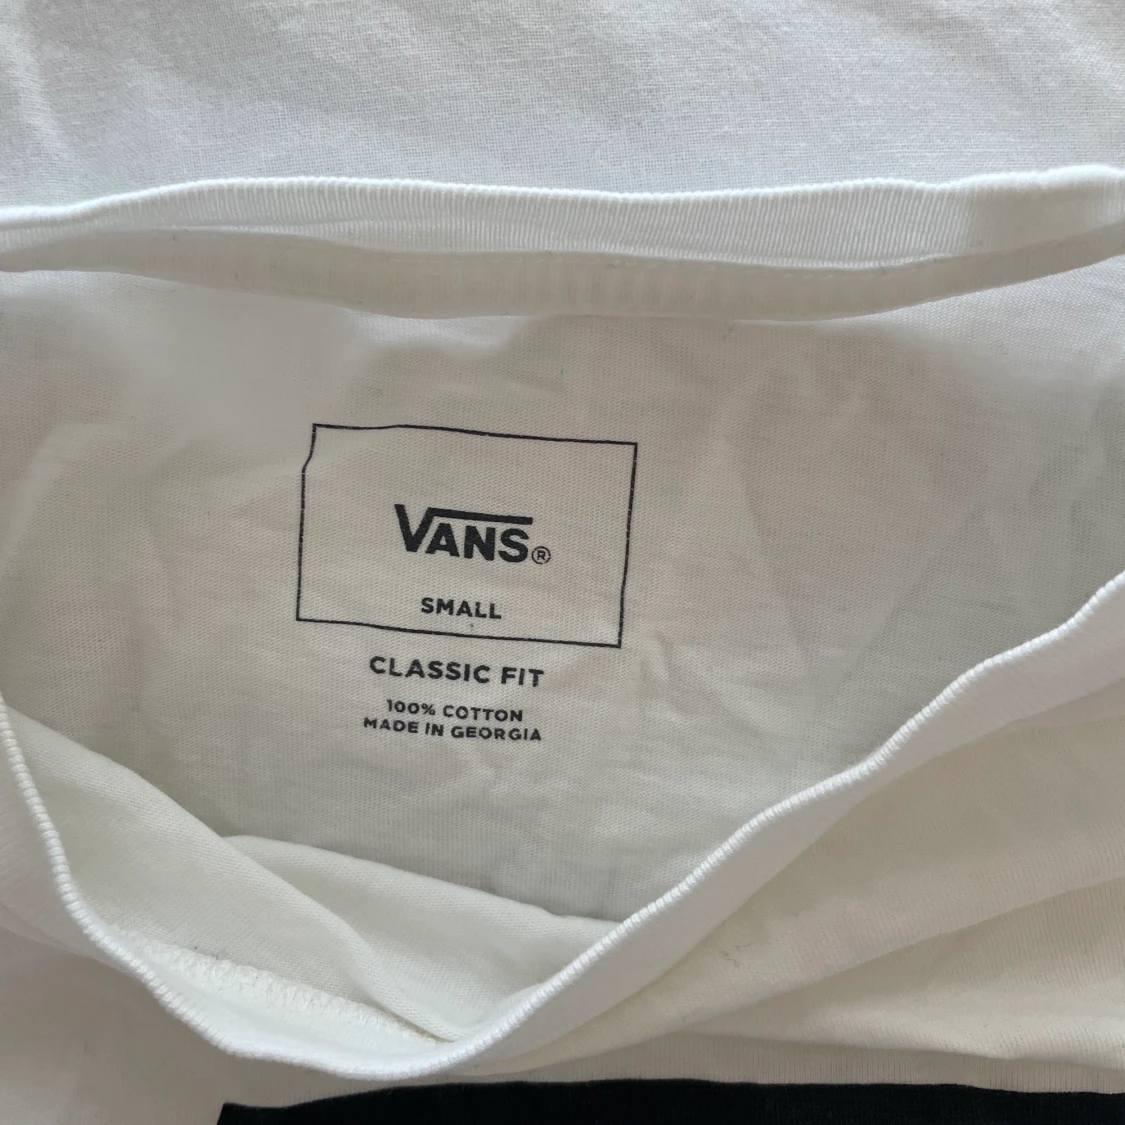 VANS®
SMALL
CLASSIC FIT
100% COTTON
MADE IN GEORGIA